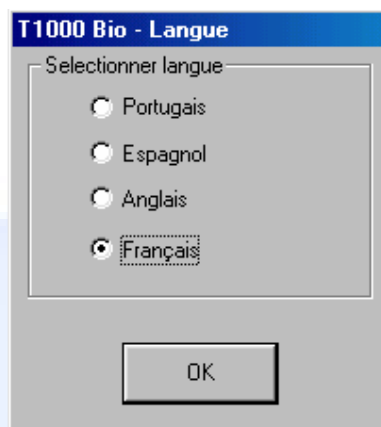 T1000 Bio - Langue
Selectionner langue
Portugais
Espagnol
Anglais
Français
OK